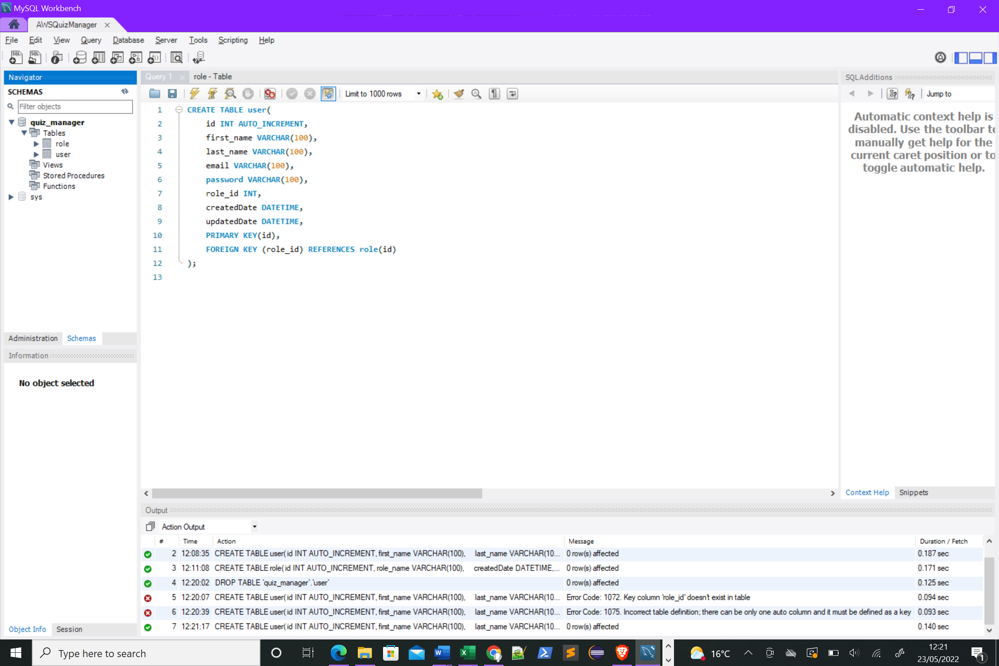 MySQL Workbench
AWSQuizManager
File Edit View Query Database Server Tools Scripting Help
Navigator
SCHEMAS
Filter objects
quiz_manager
Tables
role
user
Views
Stored Procedures
Functions
sys
Administration Schemas
Information
No object selected
Object Info Session
Query 1 role - Table
Limit to 1000 rows
1 CREATE TABLE user(
2 id INT AUTO_INCREMENT,
3 first_name VARCHAR(100),
4 last_name VARCHAR(100),
5 email VARCHAR(100),
6 password VARCHAR(100),
7 role_id INT,
8 createdDate DATETIME,
9 updatedDate DATETIME,
10 PRIMARY KEY(id),
11 FOREIGN KEY (role_id) REFERENCES role(id)
12 );
13
SQLAdditions
Jump to
Automatic context help is
disabled. Use the toolbar to
manually get help for the
current caret position or to
toggle automatic help.
Context Help Snippets
Output
Action Output
# Time Action Message Duration / Fetch
2 12:08:35 CREATE TABLE user( id INT AUTO_INCREMENT, first_name VARCHAR(100), last_name VARCHAR(10... 0 row(s) affected 0.187 sec
3 12:11:08 CREATE TABLE role( id INT AUTO_INCREMENT, role_name VARCHAR(100), createdDate DATETIME,... 0 row(s) affected 0.171 sec
4 12:20:02 DROP TABLE `quiz_manager`.`user` 0 row(s) affected 0.125 sec
5 12:20:07 CREATE TABLE user( id INT AUTO_INCREMENT, first_name VARCHAR(100), last_name VARCHAR(10... Error Code: 1072. Key column 'role_id' doesn't exist in table 0.094 sec
6 12:20:39 CREATE TABLE user( id INT AUTO_INCREMENT, first_name VARCHAR(100), last_name VARCHAR(10... Error Code: 1075. Incorrect table definition; there can be only one auto column and it must be defined as a key 0.093 sec
7 12:21:17 CREATE TABLE user( id INT AUTO_INCREMENT, first_name VARCHAR(100), last_name VARCHAR(10... 0 row(s) affected 0.140 sec
Type here to search
16°C
12:21
23/05/2022
1